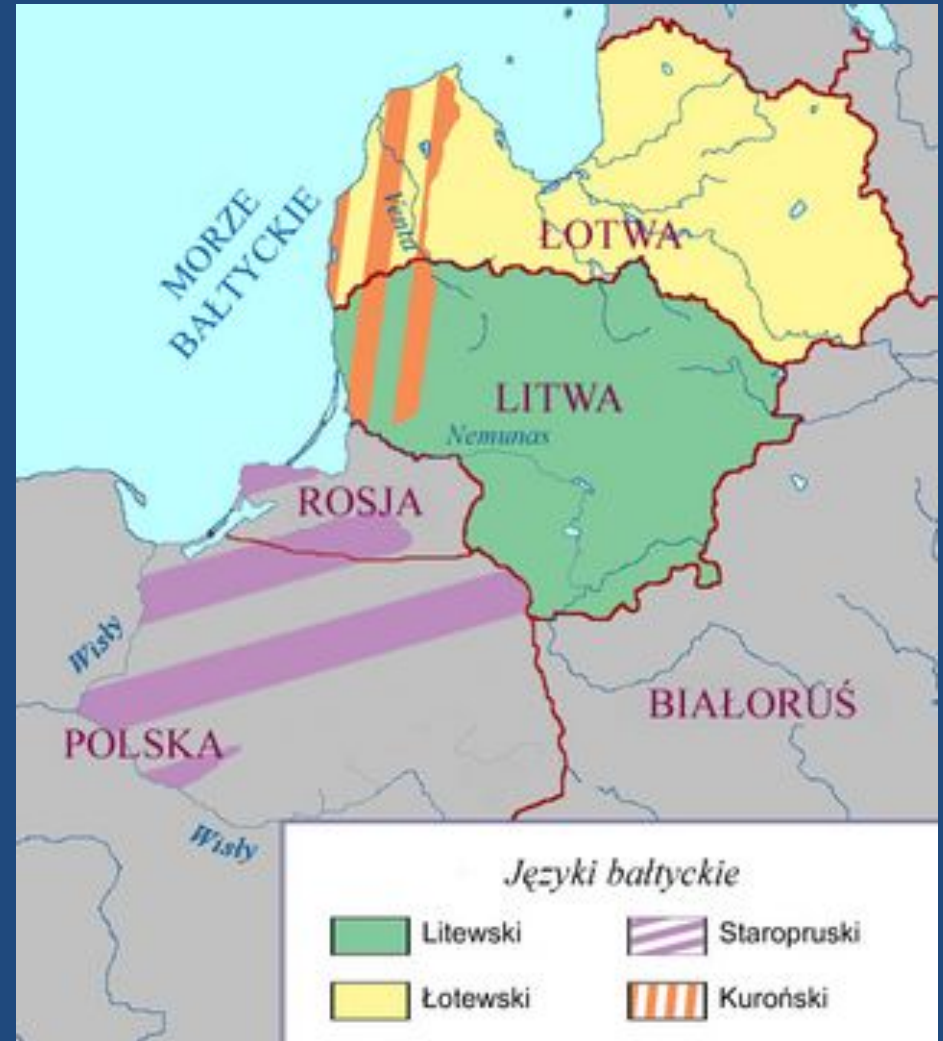 MORZE
BAŁTYCKIE
Venta
ŁOTWA
LITWA
Nemunas
ROSJA
Wisły
BIAŁORUŚ
POLSKA
Wisły
Języki bałtyckie
Litewski
Staropruski
Łotewski
Kuroński